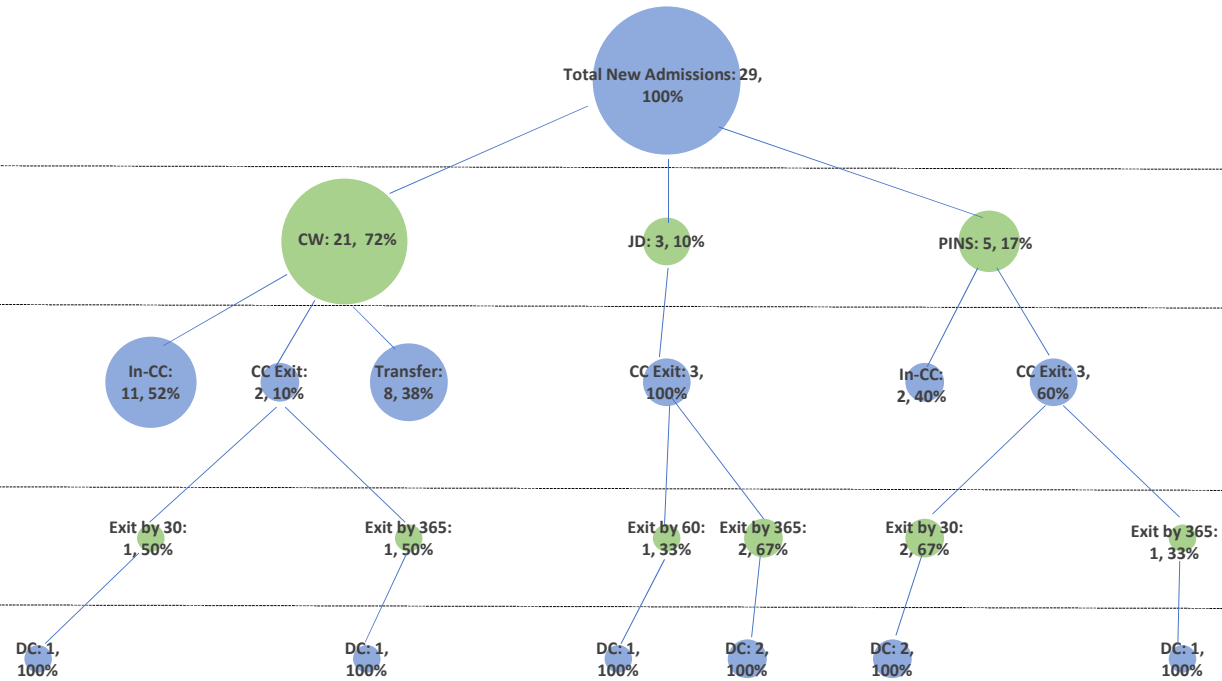 Total New Admissions: 29,
100%
CW: 21, 72%
JD: 3, 10%
PINS: 5, 17%
In-CC:
11, 52%
CC Exit:
2, 10%
Transfer:
8, 38%
CC Exit: 3,
100%
In-CC:
2, 40%
CC Exit: 3,
60%
Exit by 30:
1, 50%
Exit by 365:
1, 50%
Exit by 60:
1, 33%
Exit by 365:
2, 67%
Exit by 30:
2, 67%
Exit by 365:
1, 33%
DC: 1,
100%
DC: 1,
100%
DC: 1,
100%
DC: 2,
100%
DC: 2,
100%
DC: 1,
100%